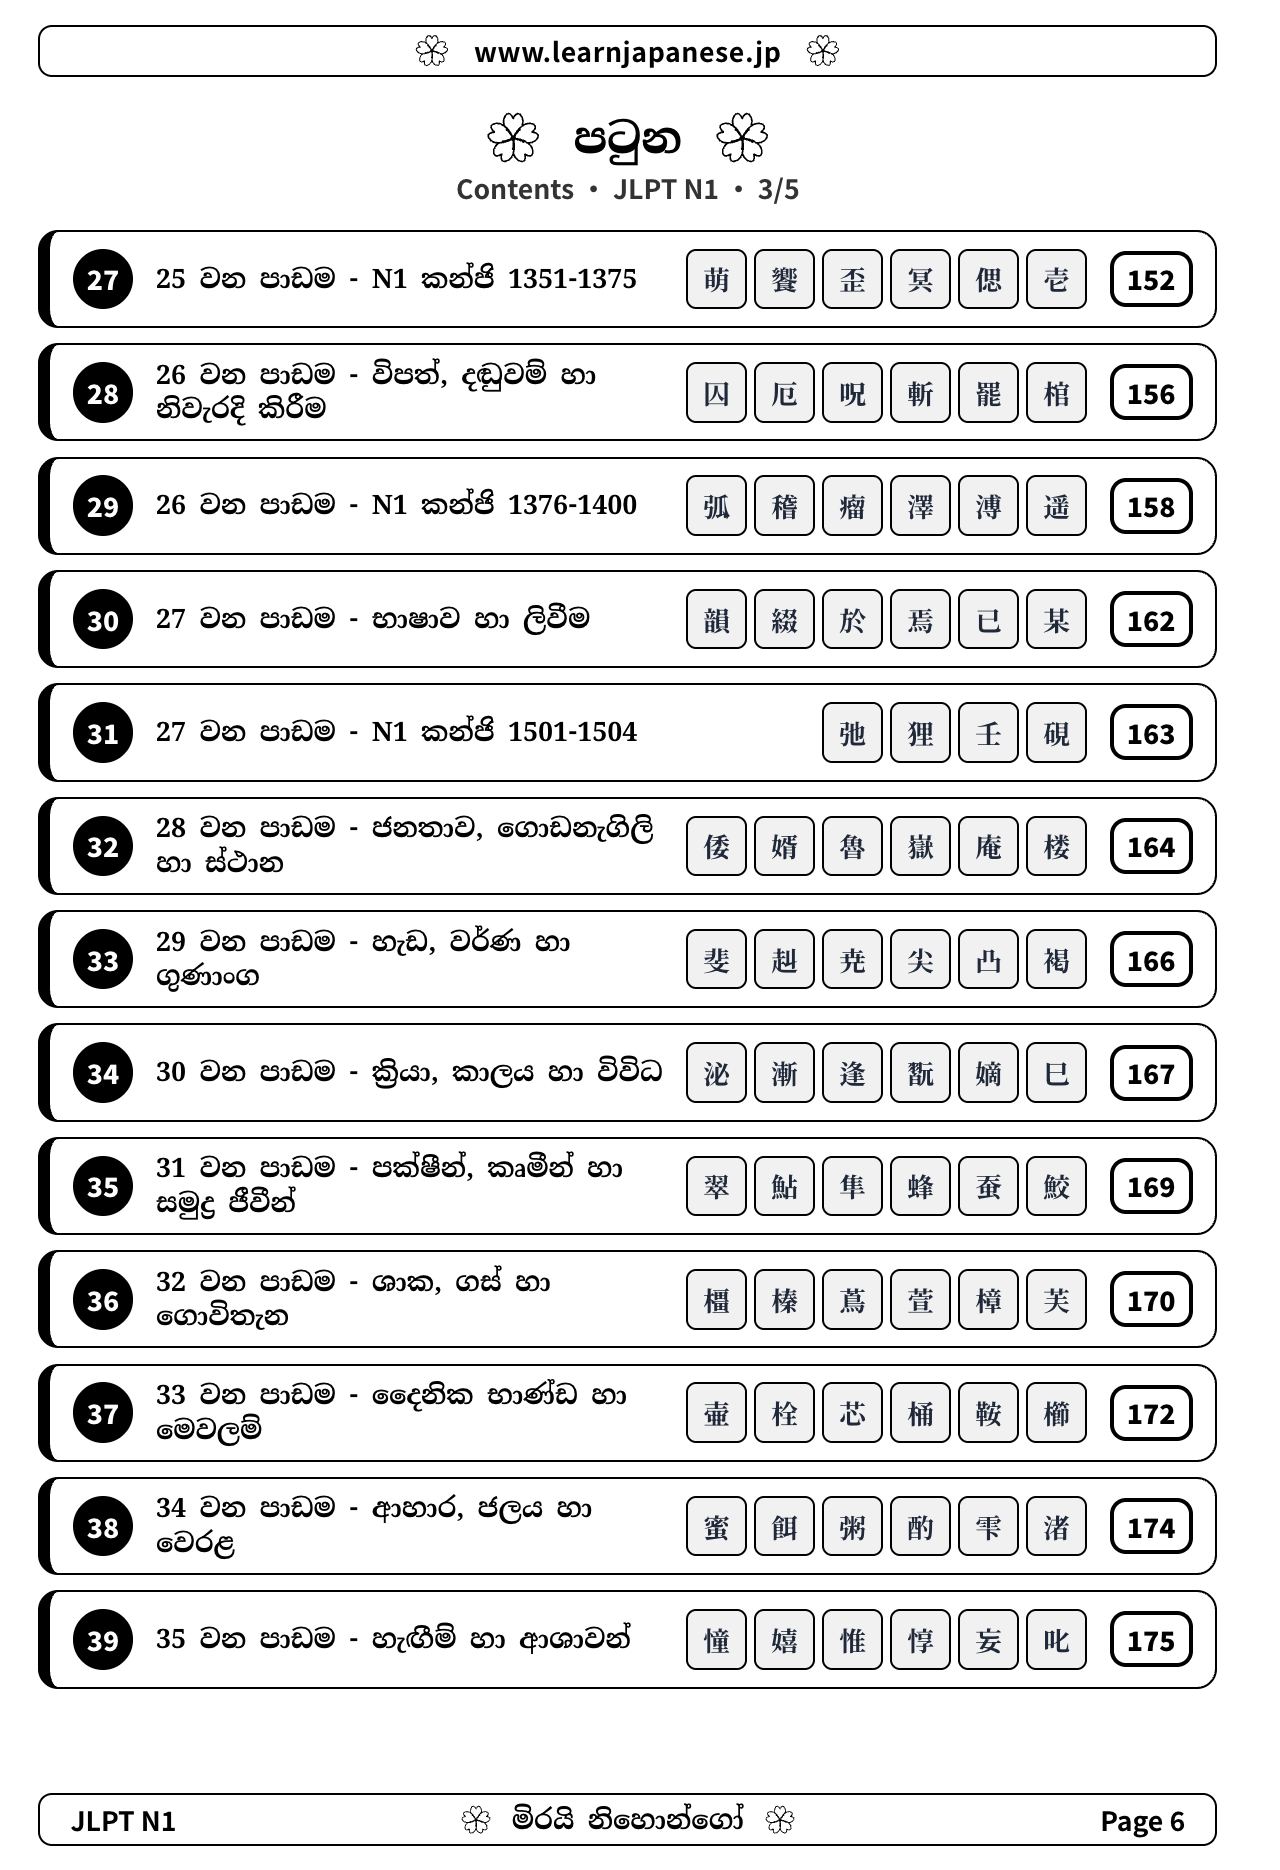 www.learnjapanese.jp
පටුන
Contents • JLPT N1 • 3/5
27 25 වන පාඩම - N1 කන්ජි 1351-1375 萌 饗 歪 冥 偲 壱 152
28 26 වන පාඩම - විපත්, දඬුවම් හා
නිවැරදි කිරීම 囚 厄 呪 斬 罷 棺 156
29 26 වන පාඩම - N1 කන්ජි 1376-1400 弧 稽 瘤 澤 溥 遥 158
30 27 වන පාඩම - භාෂාව හා ලිවීම 韻 綴 於 焉 已 某 162
31 27 වන පාඩම - N1 කන්ජි 1501-1504 弛 狸 壬 硯 163
32 28 වන පාඩම - ජනතාව, ගොඩනැගිලි
හා ස්ථාන 倭 婿 魯 嶽 庵 楼 164
33 29 වන පාඩම - හැඩ, වර්ණ හා
ගුණාංග 斐 赳 尭 尖 凸 褐 166
34 30 වන පාඩම - ක්‍රියා, කාලය හා විවිධ 泌 漸 逢 翫 嫡 巳 167
35 31 වන පාඩම - පක්ෂීන්, කෘමීන් හා
සමුද්‍ර ජීවීන් 翠 鮎 隼 蜂 蚕 鮫 169
36 32 වන පාඩම - ශාක, ගස් හා
ගොවිතැන 橿 榛 蔦 萱 樟 芙 170
37 33 වන පාඩම - දෛනික භාණ්ඩ හා
මෙවලම් 壷 栓 芯 桶 鞍 櫛 172
38 34 වන පාඩම - ආහාර, ජලය හා
වෙරළ 蜜 餌 粥 酌 雫 渚 174
39 35 වන පාඩම - හැඟීම් හා ආශාවන් 憧 嬉 惟 惇 妄 叱 175
JLPT N1 මිරයි නිහොන්ගෝ Page 6